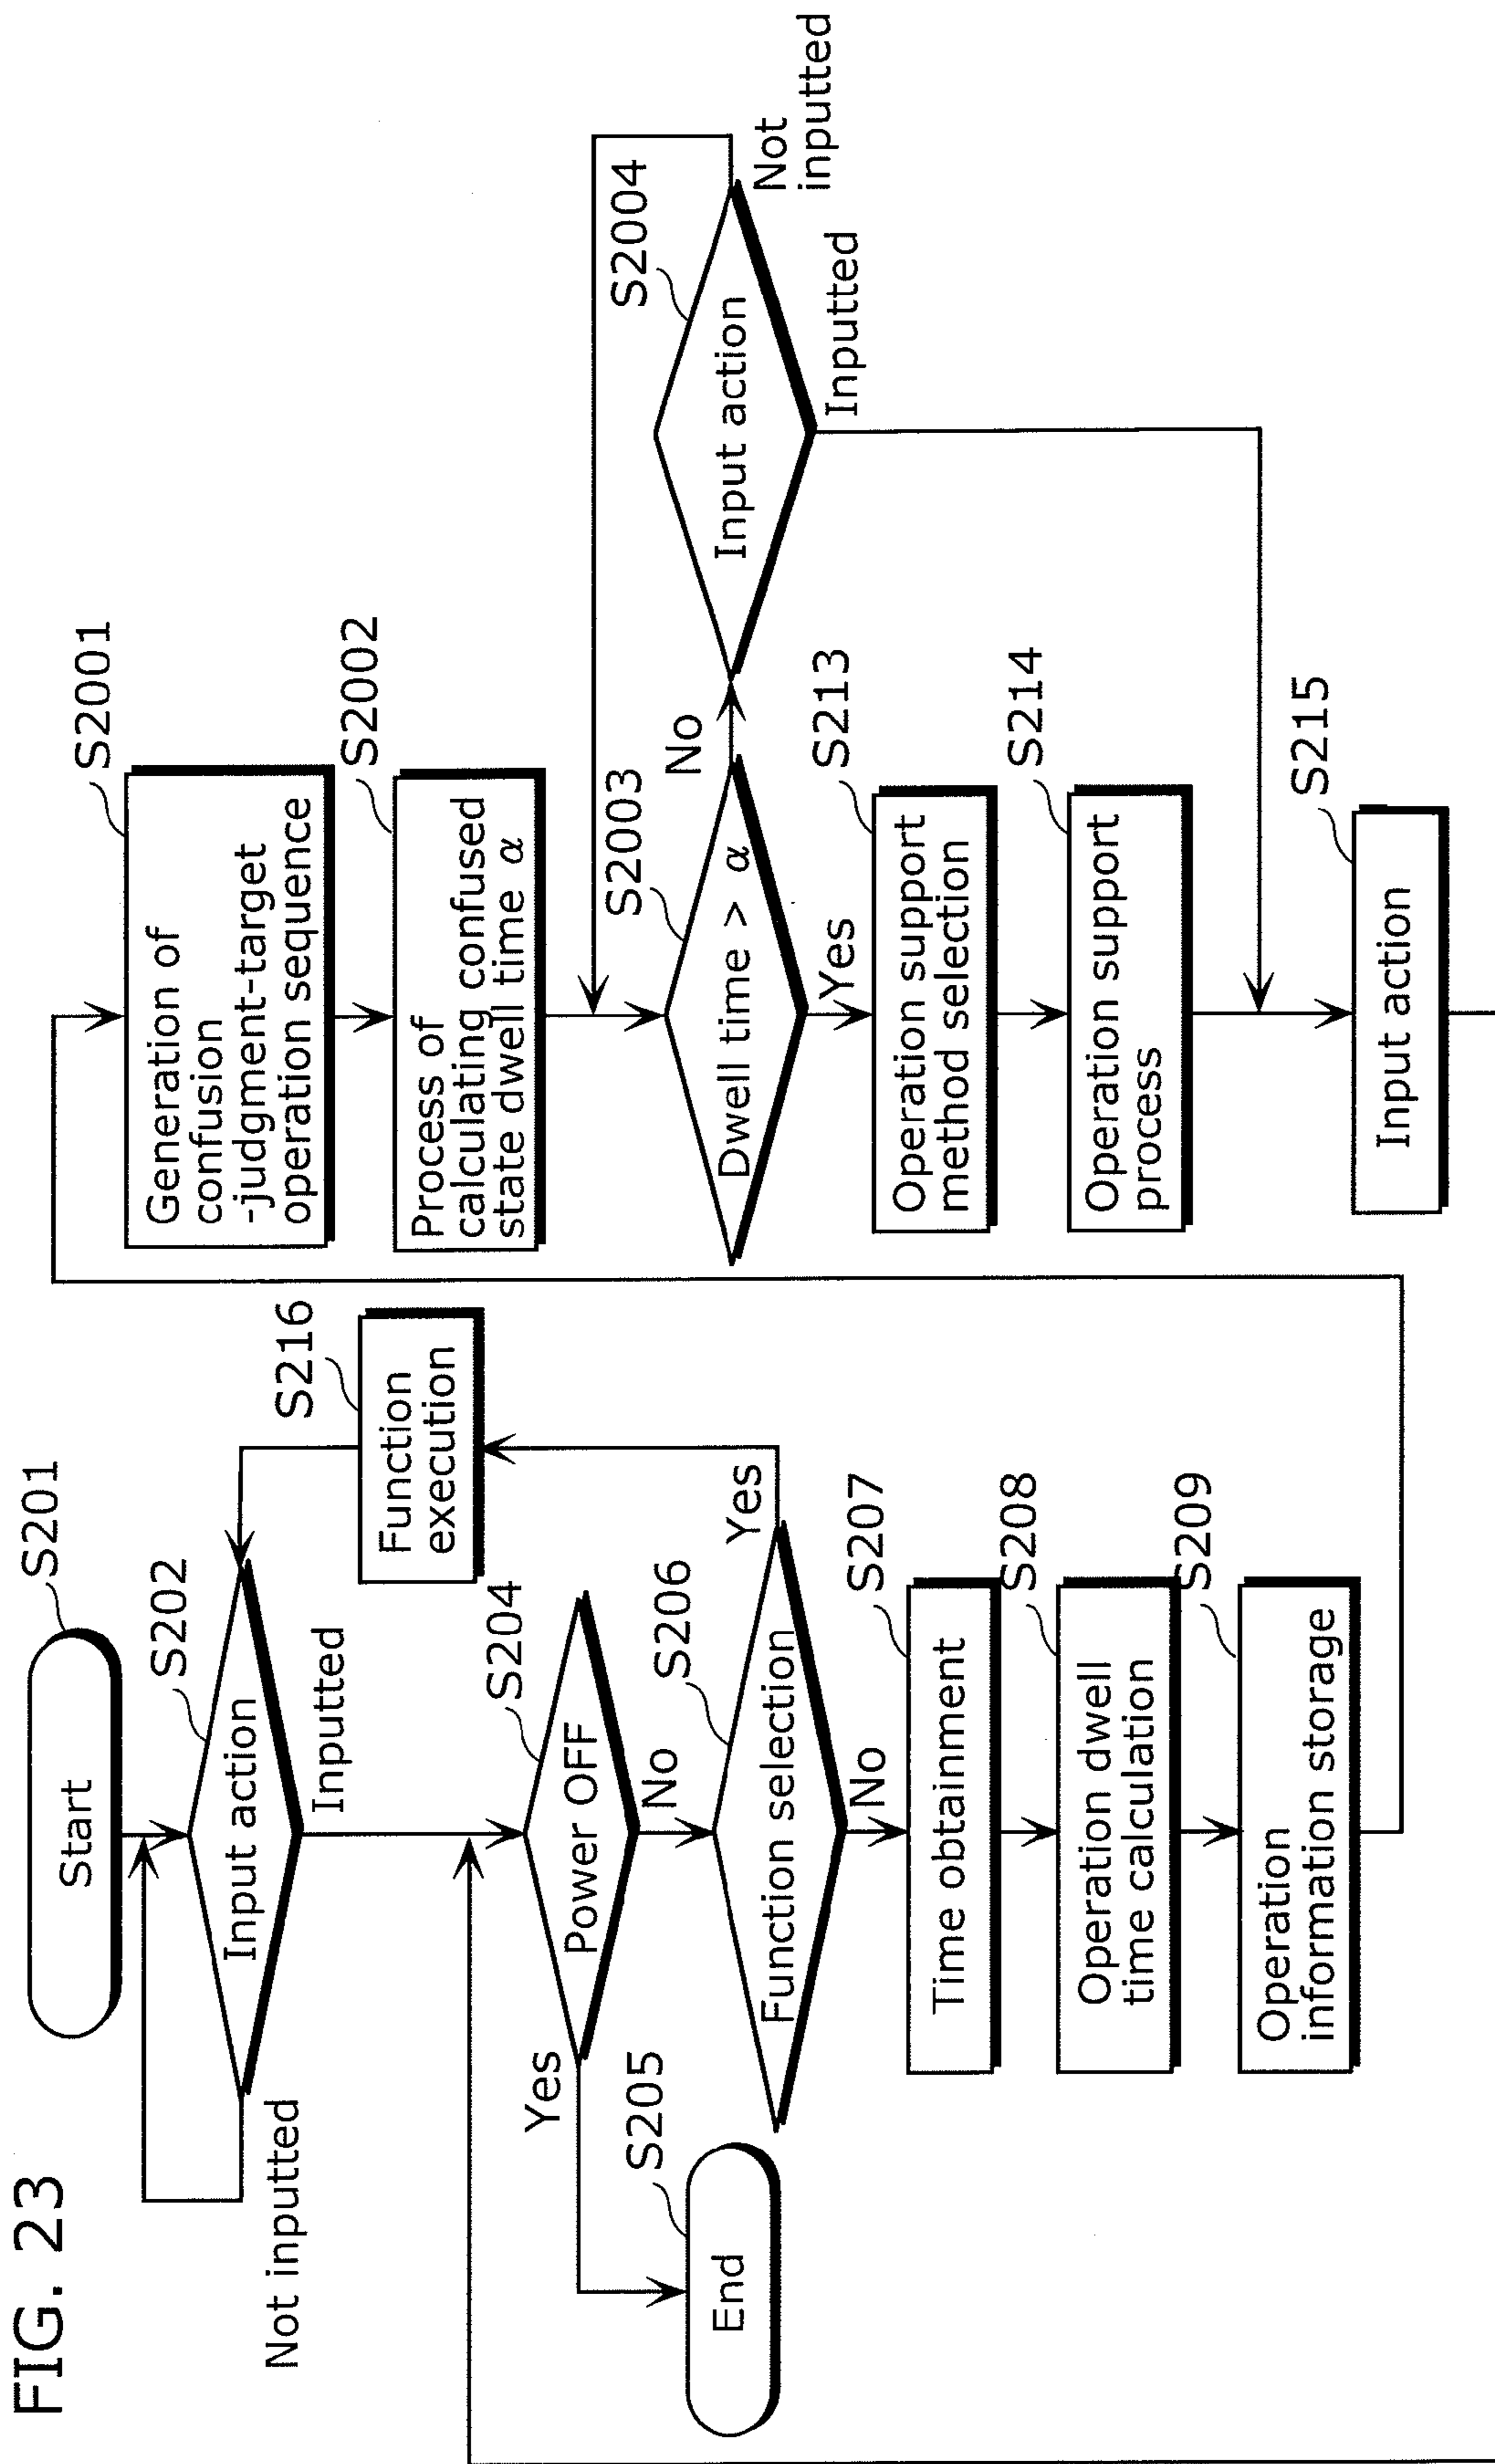 FIG. 23
Start
S201
Input action
S202
Not inputted
Inputted
Function
execution
S216
Power OFF
S204
Yes
No
End
S205
Function selection
S206
Yes
No
Time obtainment
S207
Operation dwell
time calculation
S208
Operation
information storage
S209
Generation of
confusion
-judgment-target
operation sequence
S2001
Process of
calculating confused
state dwell time α
S2002
Dwell time > α
S2003
No
Yes
Input action
S2004
Not
inputted
Inputted
Operation support
method selection
S213
Operation support
process
S214
Input action
S215